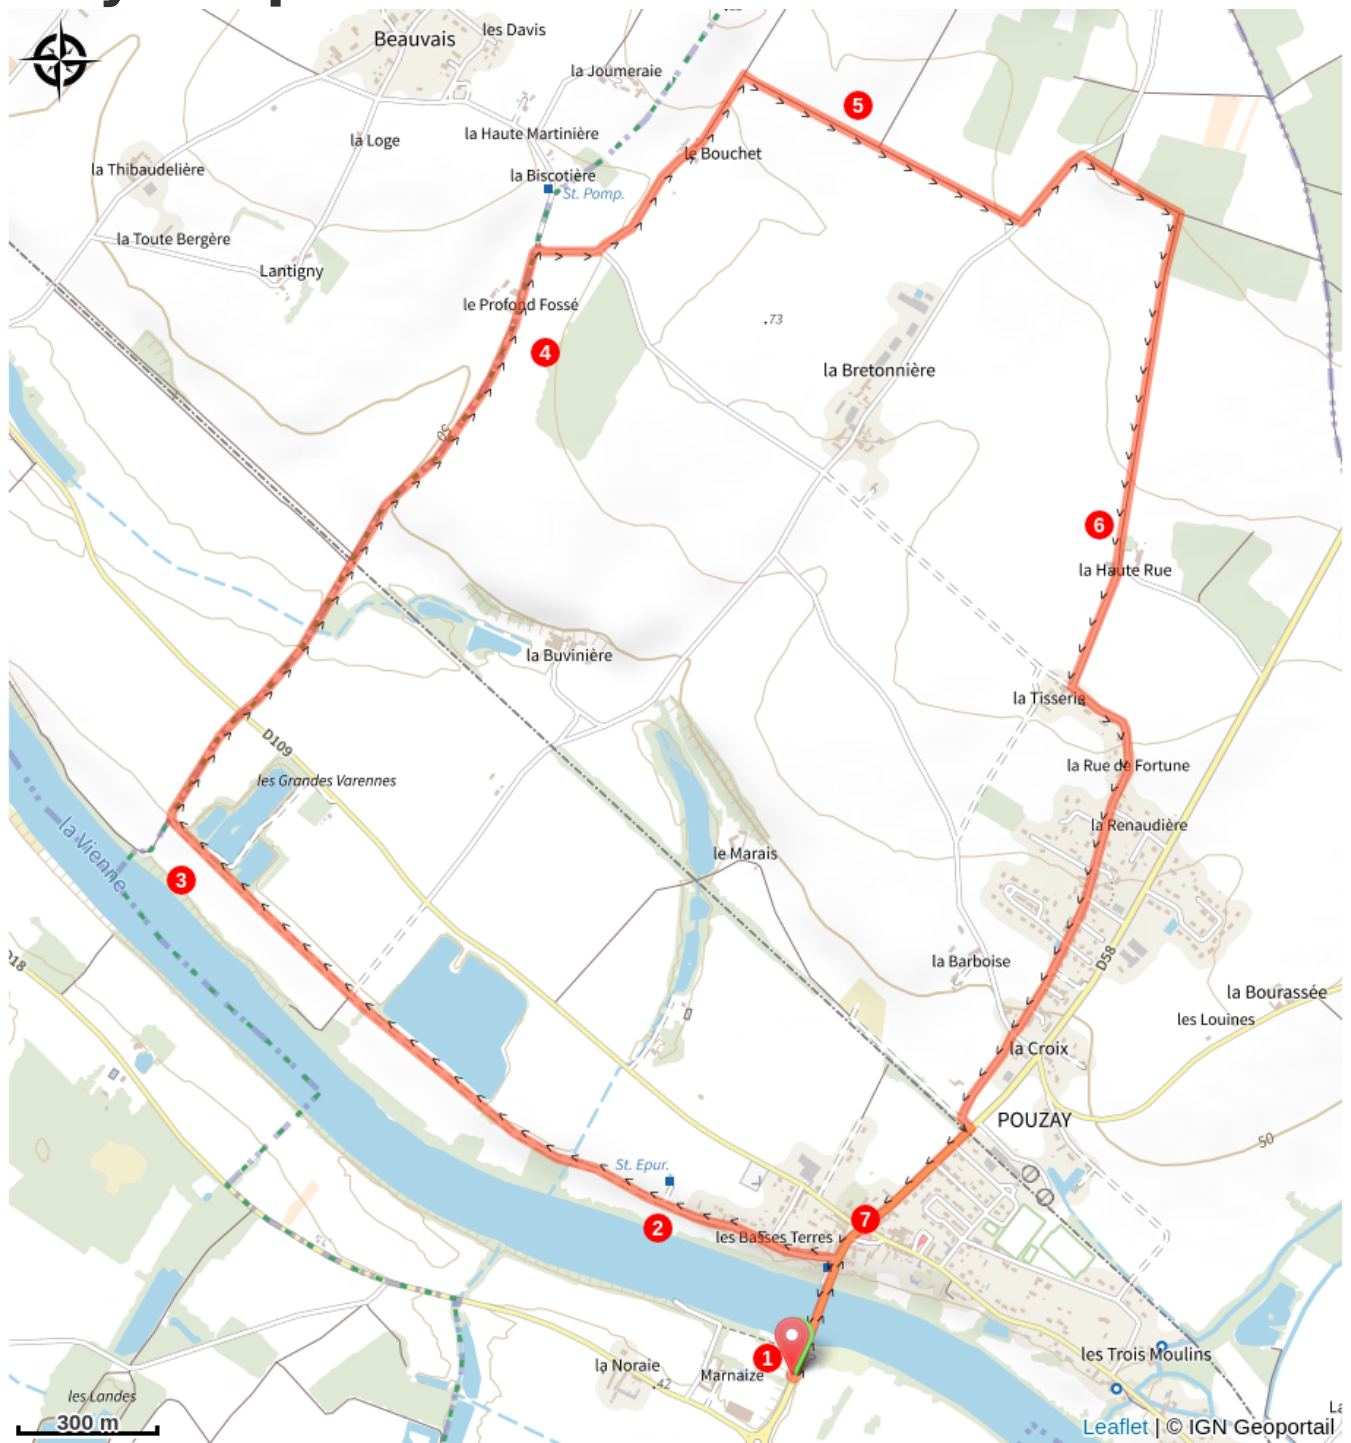 Beauvais
les Davis
la Joumeraie
5
la Loge
la Haute Martinière
le Bouchet
la Thibaudelière
la Biscotière
St. Pomp.
la Toute Bergère
Lantigny
le Profond Fossé
.73
4
la Bretonnière
50
6
la Haute Rue
la Buvinière
la Tisserie
D109
les Grandes Varennes
la Rue de Fortune
la Renaudière
la Vienne
le Marais
3
D58
la Barboise
la Bourassée
les Louines
la Croix
POUZAY
50
St. Epur.
2
7
les Basses Terres
1
la Noraie
Marnaize
.42
les Trois Moulins
les Landes
300 m
Leaflet | © IGN Geoportail